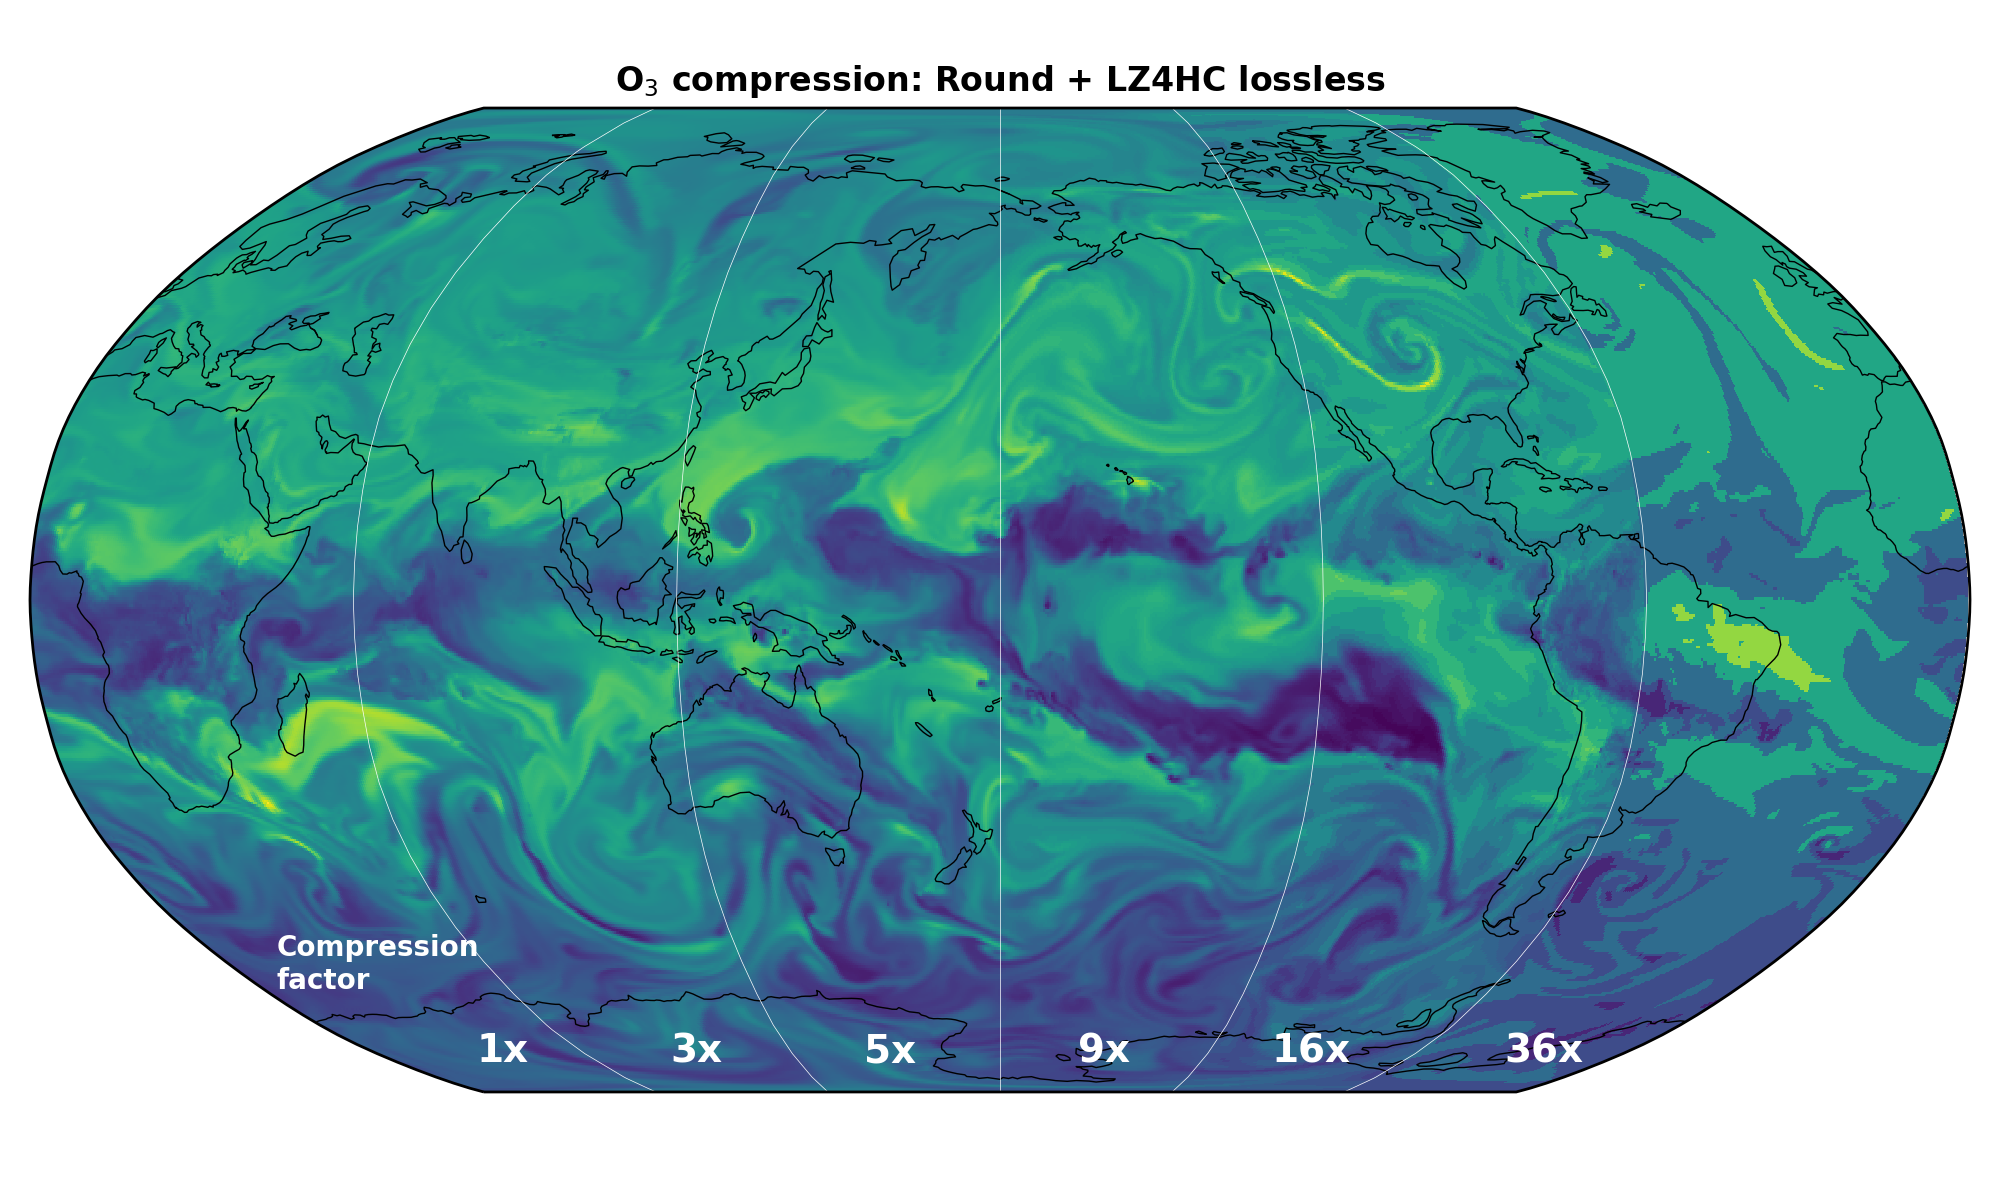 O₃ compression: Round + LZ4HC lossless
Compression
factor
1x 3x 5x 9x 16x 36x